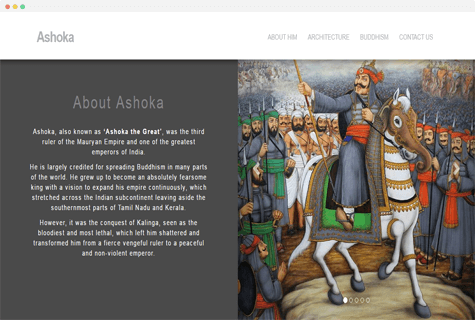 Ashoka
ABOUT HIM ARCHITECTURE BUDDHISM CONTACT US
About Ashoka
Ashoka, also known as ‘Ashoka the Great’, was the third
ruler of the Mauryan Empire and one of the greatest
emperors of India.
He is largely credited for spreading Buddhism in many parts
of the world. He grew up to become an absolutely fearsome
king with a vision to expand his empire continuously, which
stretched across the Indian subcontinent leaving aside the
southernmost parts of Tamil Nadu and Kerala.
However, it was the conquest of Kalinga, seen as the
bloodiest and most lethal, which left him shattered and
transformed him from a fierce vengeful ruler to a peaceful
and non-violent emperor.